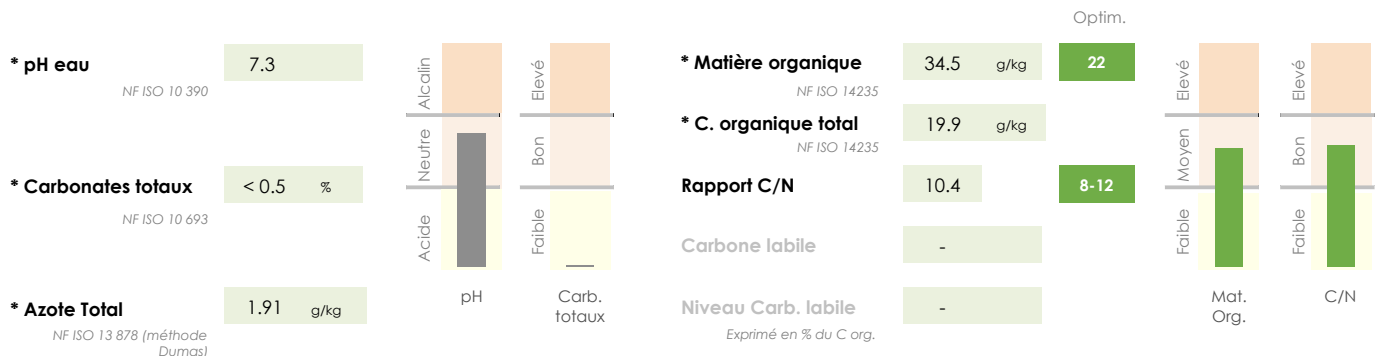 * pH eau
7.3
NF ISO 10 390
* Carbonates totaux
< 0.5 %
NF ISO 10 693
* Azote Total
1.91 g/kg
NF ISO 13 878 (méthode
Dumas)
Alcalin
Neutre
Acide
pH
Elevé
Bon
Faible
Carb.
totaux
Optim.
* Matière organique
34.5 g/kg
22
NF ISO 14235
* C. organique total
19.9 g/kg
NF ISO 14235
Rapport C/N
10.4
8-12
Carbone labile
-
Niveau Carb. labile
-
Exprimé en % du C org.
Elevé
Moyen
Faible
Mat.
Org.
Elevé
Bon
Faible
C/N